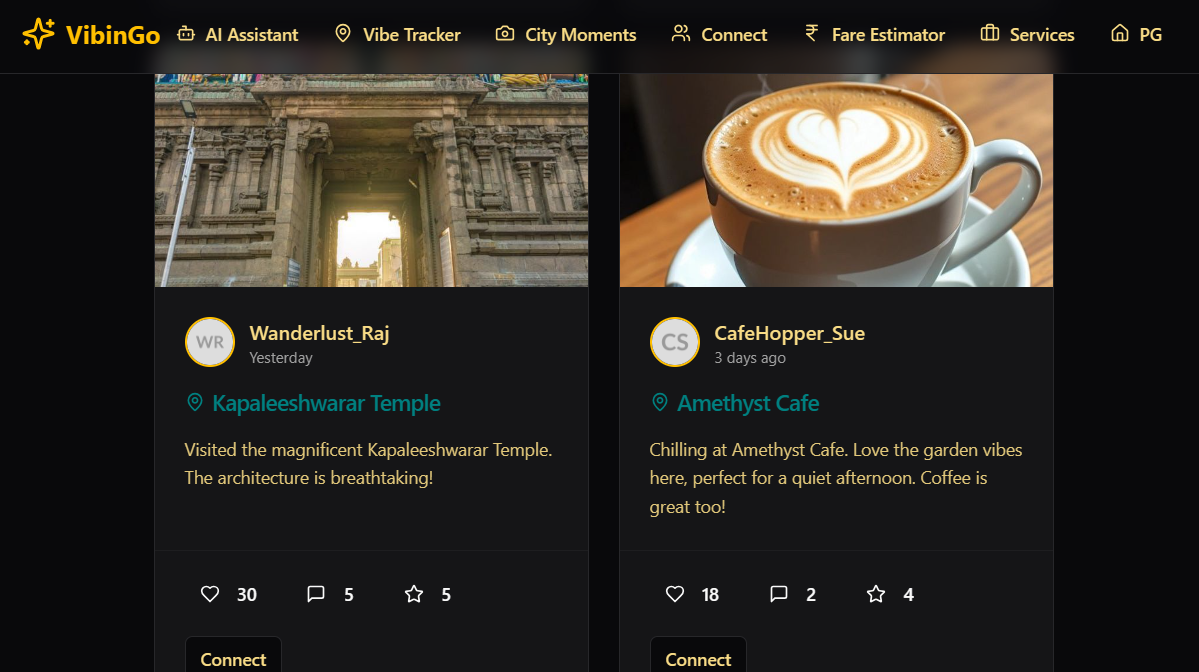 VibinGo AI Assistant Vibe Tracker City Moments Connect Fare Estimator Services PG
WR
Wanderlust_Raj
Yesterday
Kapaleeshwarar Temple
Visited the magnificent Kapaleeshwarar Temple.
The architecture is breathtaking!
30 5 5
Connect
CS
CafeHopper_Sue
3 days ago
Amethyst Cafe
Chilling at Amethyst Cafe. Love the garden vibes
here, perfect for a quiet afternoon. Coffee is
great too!
18 2 4
Connect